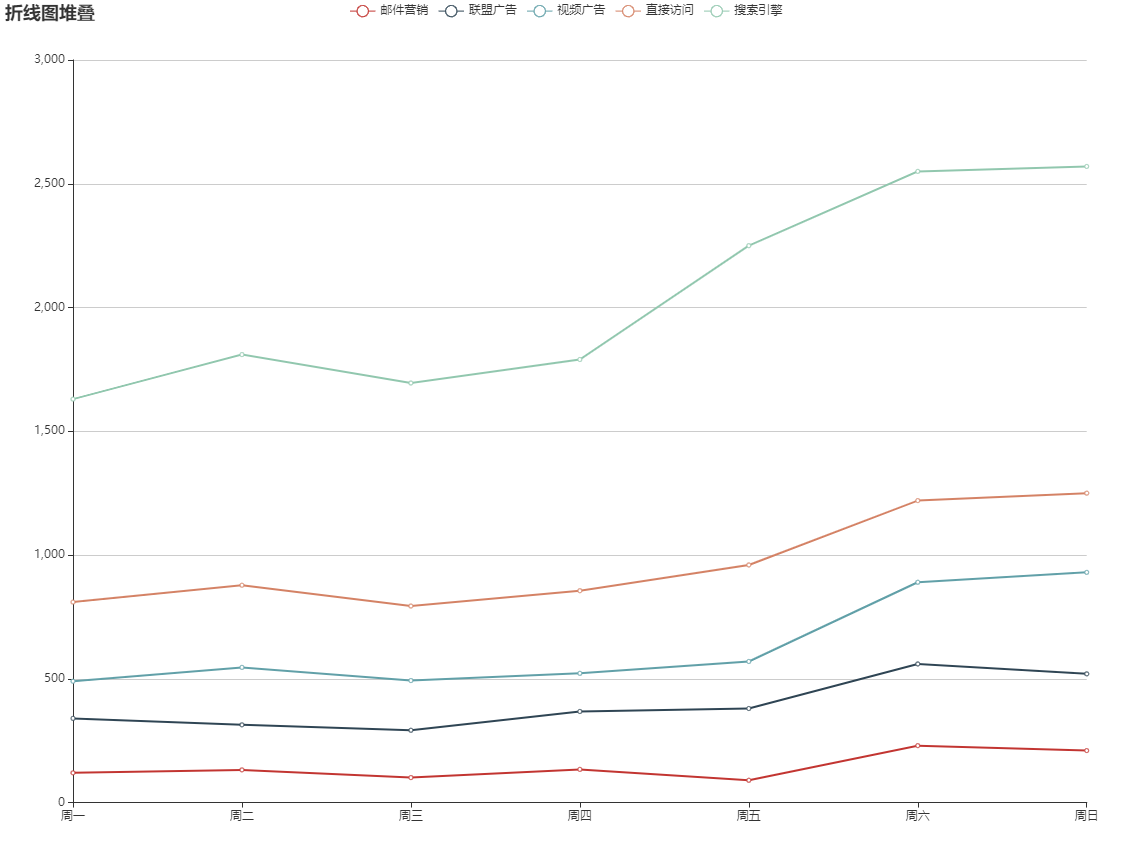 折线图堆叠
邮件营销 联盟广告 视频广告 直接访问 搜索引擎
3,000
2,500
2,000
1,500
1,000
500
0
周一 周二 周三 周四 周五 周六 周日